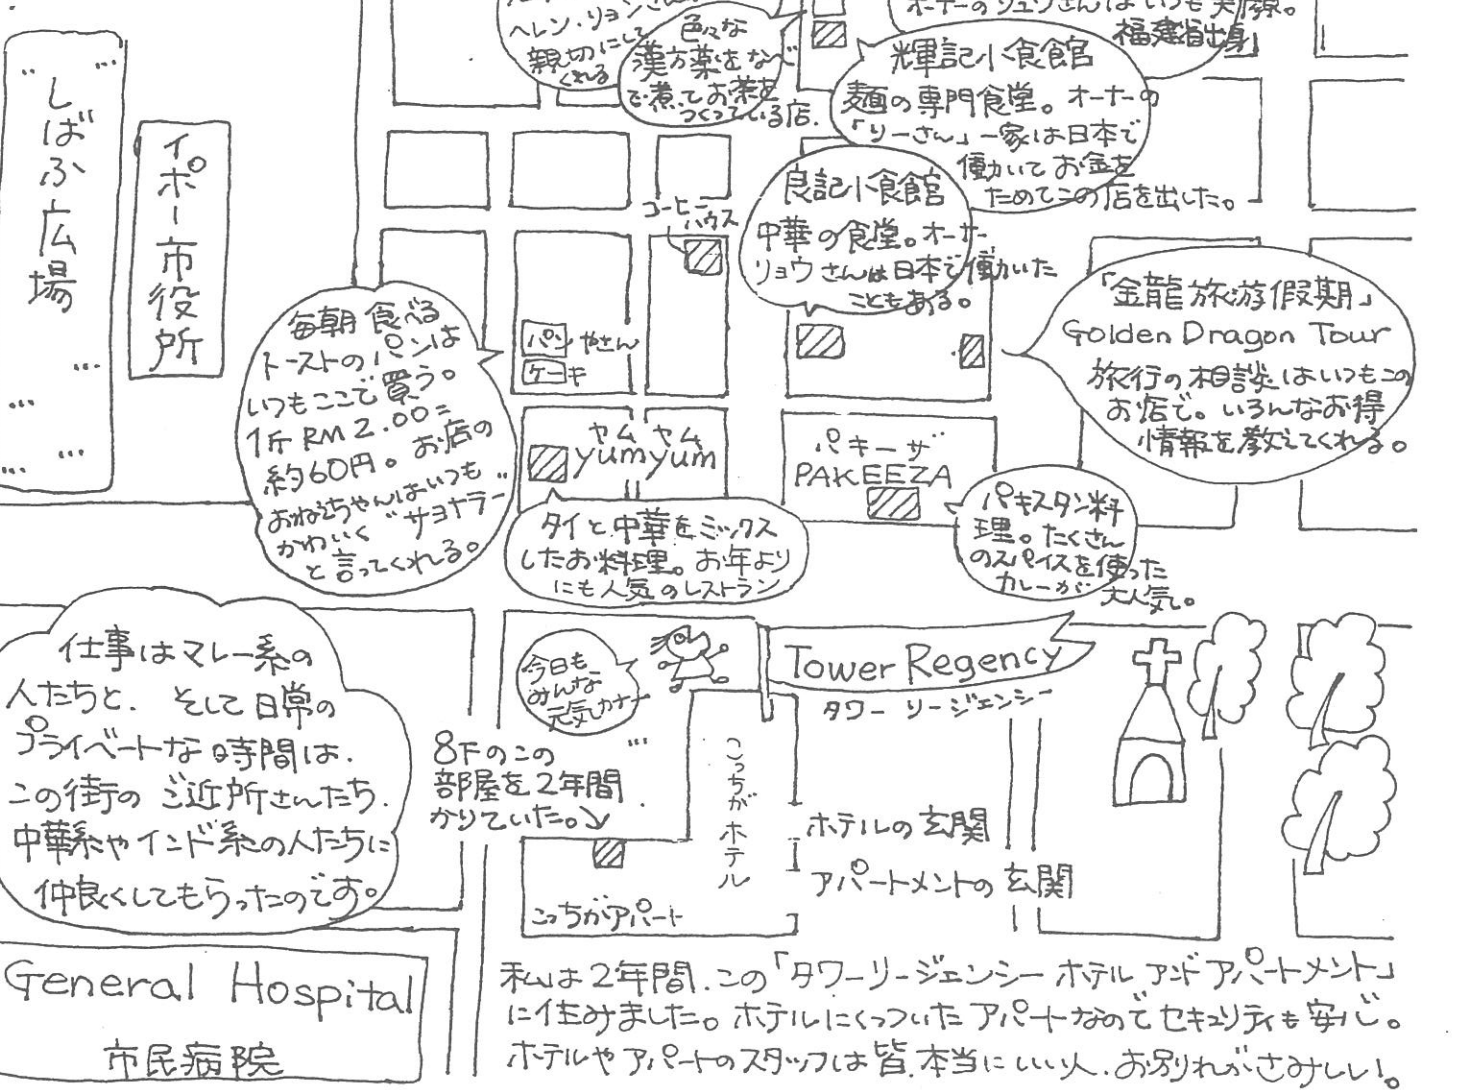 ヘレン・リョンさん
親切にして
くれる
色々な
漢方薬をなべ
で煮てお茶を
つくっている店.
オーナーのリュウさんはいつも笑顔。
福建省出身」
輝記小食館
麺の専門食堂。オーナーの
「りーさん」一家は日本で
働いてお金を
ためてこの店を出した。
良記小食館
中華の食堂。オーナー
リョウさんは日本で働いた
こともある。
しばふ広場
イポー市役所
コーヒー
ハウス
毎朝食べる
トーストのパンは
いつもここで買う。
1斤RM2.00=
約60円。お店の
おねえちゃんはいつも
かわいく"サヨナラー"
と言ってくれる。
パンやさん
ケーキ
「金龍旅游假期」
Golden Dragon Tour
旅行の相談はいつもこの
お店で。いろんなお得
情報を教えてくれる。
ヤムヤム
yumyum
タイと中華をミックス
したお料理。お年より
にも人気のレストラン
パキーザ
PAKEEZA
パキスタン料
理。たくさん
のスパイスを使った
カレーが
大人気。
仕事はマレー系の
人たちと、そして日常の
プライベートな時間は、
この街のご近所さんたち、
中華系やインド系の人たちに
仲良くしてもらったのです。
今日も
みんな
元気カナー
Tower Regency
タワーリージェンシー
8Fのこの
部屋を2年間
かりていた。
こっちがホテル
ホテルの玄関
アパートメントの玄関
こっちがアパート
General Hospital
市民病院
私は2年間、この「タワーリージェンシーホテルアンドアパートメント」
に住みました。ホテルにくっついたアパートなのでセキュリティも安心。
ホテルやアパートのスタッフは皆、本当にいい人、お別れがさみしい!。